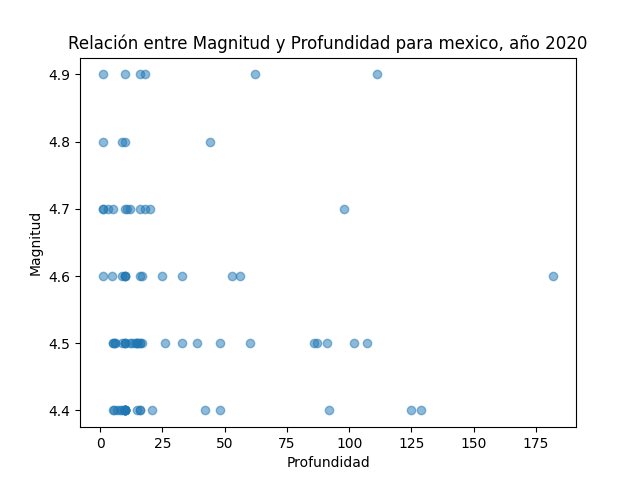 Relación entre Magnitud y Profundidad para mexico, año 2020
4.9
4.8
4.7
4.6
4.5
4.4
Magnitud
0 25 50 75 100 125 150 175
Profundidad